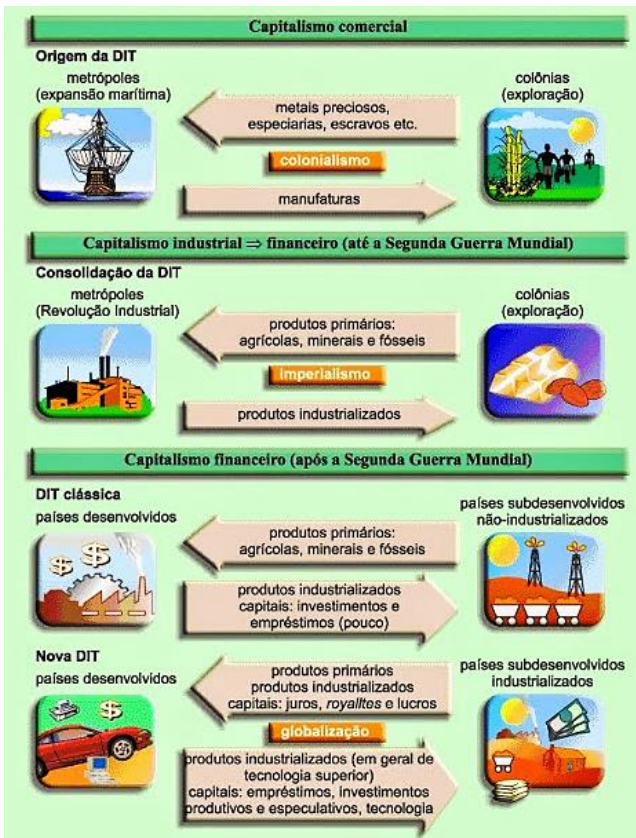 Capitalismo comercial
Origem da DIT
metrópoles
(expansão marítima)
colônias
(exploração)
metais preciosos,
especiarias, escravos etc.
colonialismo
manufaturas
Capitalismo industrial ⇒ financeiro (até a Segunda Guerra Mundial)
Consolidação da DIT
metrópoles
(Revolução Industrial)
colônias
(exploração)
produtos primários:
agrícolas, minerais e fósseis
imperialismo
produtos industrializados
Capitalismo financeiro (após a Segunda Guerra Mundial)
DIT clássica
países desenvolvidos
países subdesenvolvidos
não-industrializados
produtos primários:
agrícolas, minerais e fósseis
produtos industrializados
capitais: investimentos e
empréstimos (pouco)
Nova DIT
países desenvolvidos
países subdesenvolvidos
industrializados
produtos primários
produtos industrializados
capitais: juros, royalites e lucros
globalização
produtos industrializados (em geral de
tecnologia superior)
capitais: empréstimos, investimentos
produtivos e especulativos, tecnologia